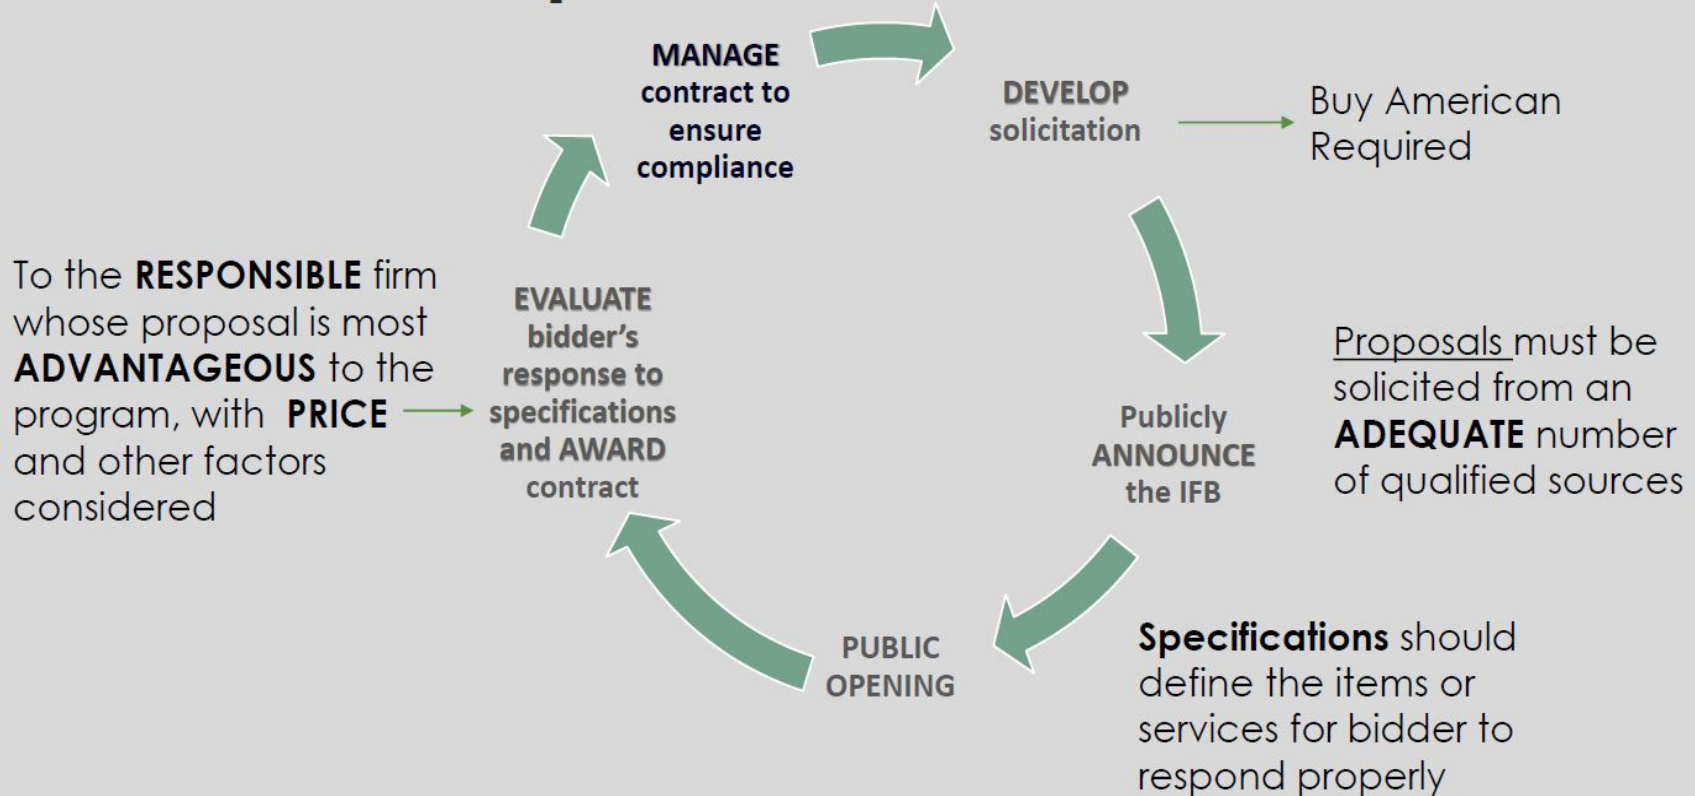 MANAGE
contract to
ensure
compliance
DEVELOP
solicitation
Buy American
Required
Proposals must be
solicited from an
ADEQUATE number
of qualified sources
Publicly
ANNOUNCE
the IFB
Specifications should
define the items or
services for bidder to
respond properly
PUBLIC
OPENING
EVALUATE
bidder’s
response to
specifications
and AWARD
contract
To the RESPONSIBLE firm
whose proposal is most
ADVANTAGEOUS to the
program, with PRICE
and other factors
considered